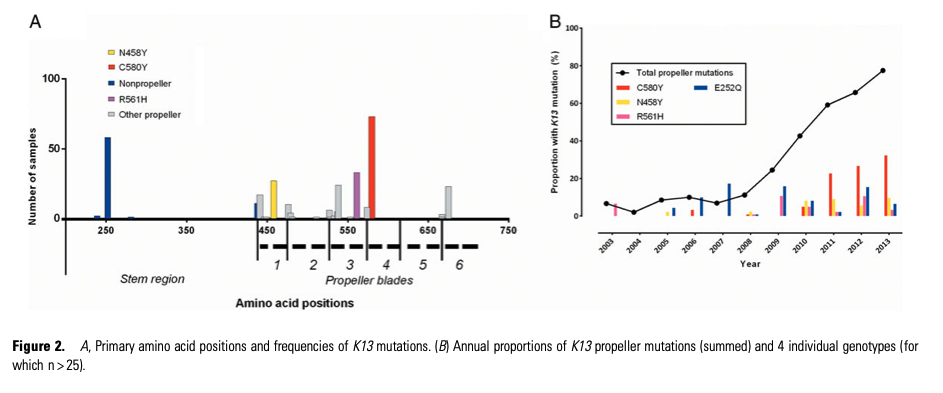 A
N458Y
C580Y
Nonpropeller
R561H
Other propeller
Number of samples
100
50
0
250
350
450
550
650
750
1
2
3
4
5
6
Stem region
Propeller blades
Amino acid positions
B
Proportion with K13 mutation (%)
100
80
60
40
20
0
Total propeller mutations
C580Y
E252Q
N458Y
R561H
2003
2004
2005
2006
2007
2008
2009
2010
2011
2012
2013
Year
Figure 2. A, Primary amino acid positions and frequencies of K13 mutations. (B) Annual proportions of K13 propeller mutations (summed) and 4 individual genotypes (for
which n > 25).